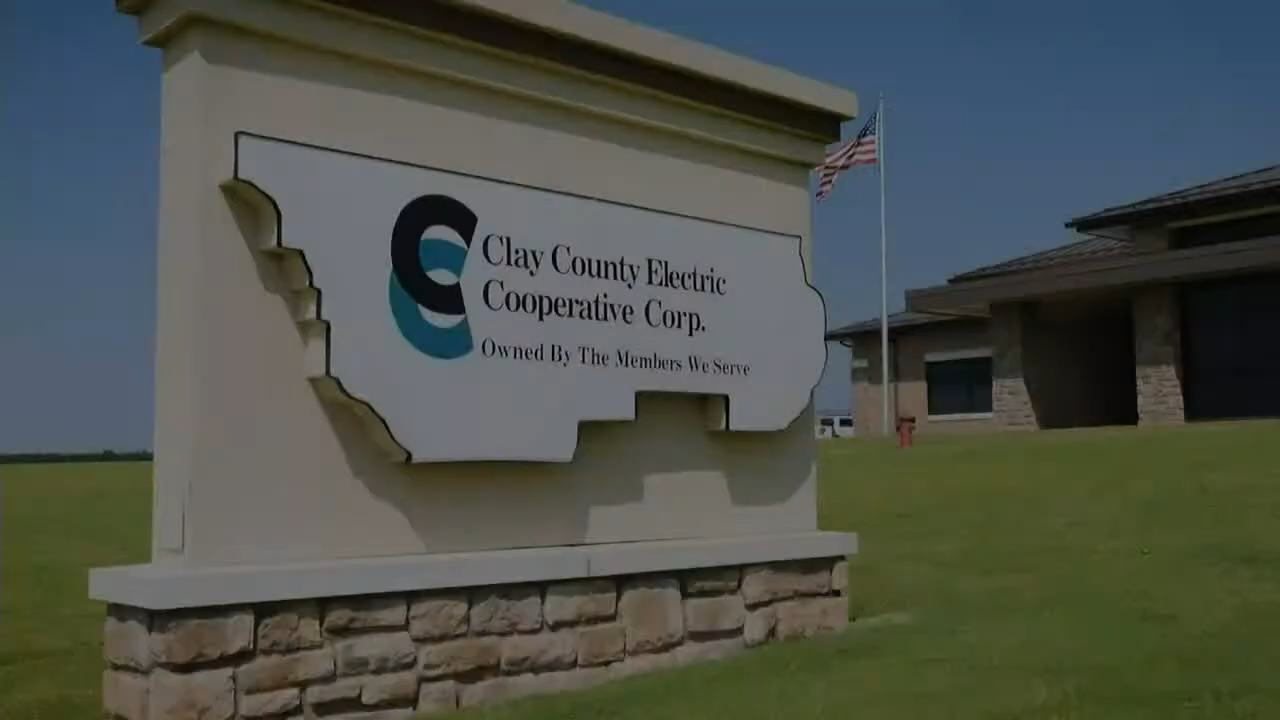 Clay County Electric
Cooperative Corp.
Owned By The Members We Serve